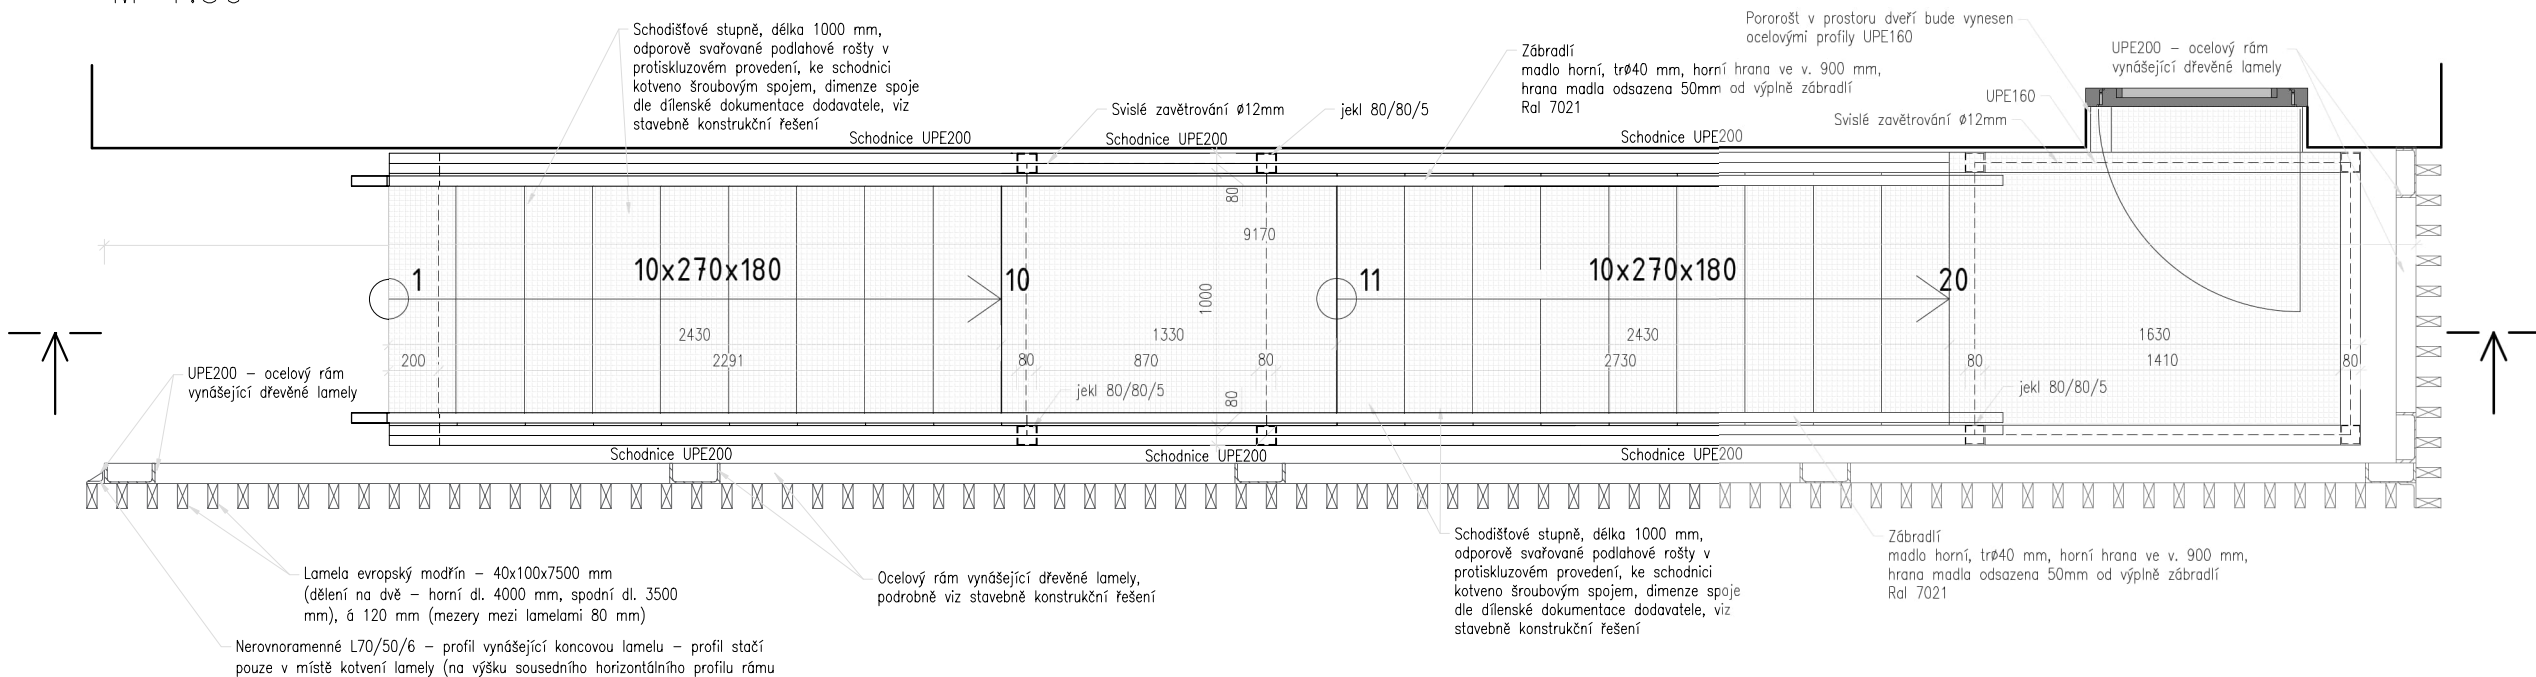 Schodišťové stupně, délka 1000 mm,
odporově svařované podlahové rošty v
protiskluzovém provedení, ke schodnici
kotveno šroubovým spojem, dimenze spoje
dle dílenské dokumentace dodavatele, viz
stavebně konstrukční řešení
Zábradlí
madlo horní, trø40 mm, horní hrana ve v. 900 mm,
hrana madla odsazena 50mm od výplně zábradlí
Ral 7021
Pororošt v prostoru dveří bude vynesen
ocelovými profily UPE160
UPE200 – ocelový rám
vynášející dřevěné lamely
UPE160
Svislé zavětrování ø12mm
Svislé zavětrování ø12mm
jekl 80/80/5
Schodnice UPE200
Schodnice UPE200
Schodnice UPE200
80
9170
1
10x270x180
10
11
10x270x180
20
1000
2430
1330
2430
1630
200
2291
80
870
80
2730
80
1410
80
UPE200 – ocelový rám
vynášející dřevěné lamely
jekl 80/80/5
80
jekl 80/80/5
Schodnice UPE200
Schodnice UPE200
Schodnice UPE200
Lamela evropský modřín – 40x100x7500 mm
(dělení na dvě – horní dl. 4000 mm, spodní dl. 3500
mm), á 120 mm (mezery mezi lamelami 80 mm)
Ocelový rám vynášející dřevěné lamely,
podrobně viz stavebně konstrukční řešení
Schodišťové stupně, délka 1000 mm,
odporově svařované podlahové rošty v
protiskluzovém provedení, ke schodnici
kotveno šroubovým spojem, dimenze spoje
dle dílenské dokumentace dodavatele, viz
stavebně konstrukční řešení
Zábradlí
madlo horní, trø40 mm, horní hrana ve v. 900 mm,
hrana madla odsazena 50mm od výplně zábradlí
Ral 7021
Nerovnoramenné L70/50/6 – profil vynášející koncovou lamelu – profil stačí
pouze v místě kotvení lamely (na výšku sousedního horizontálního profilu rámu